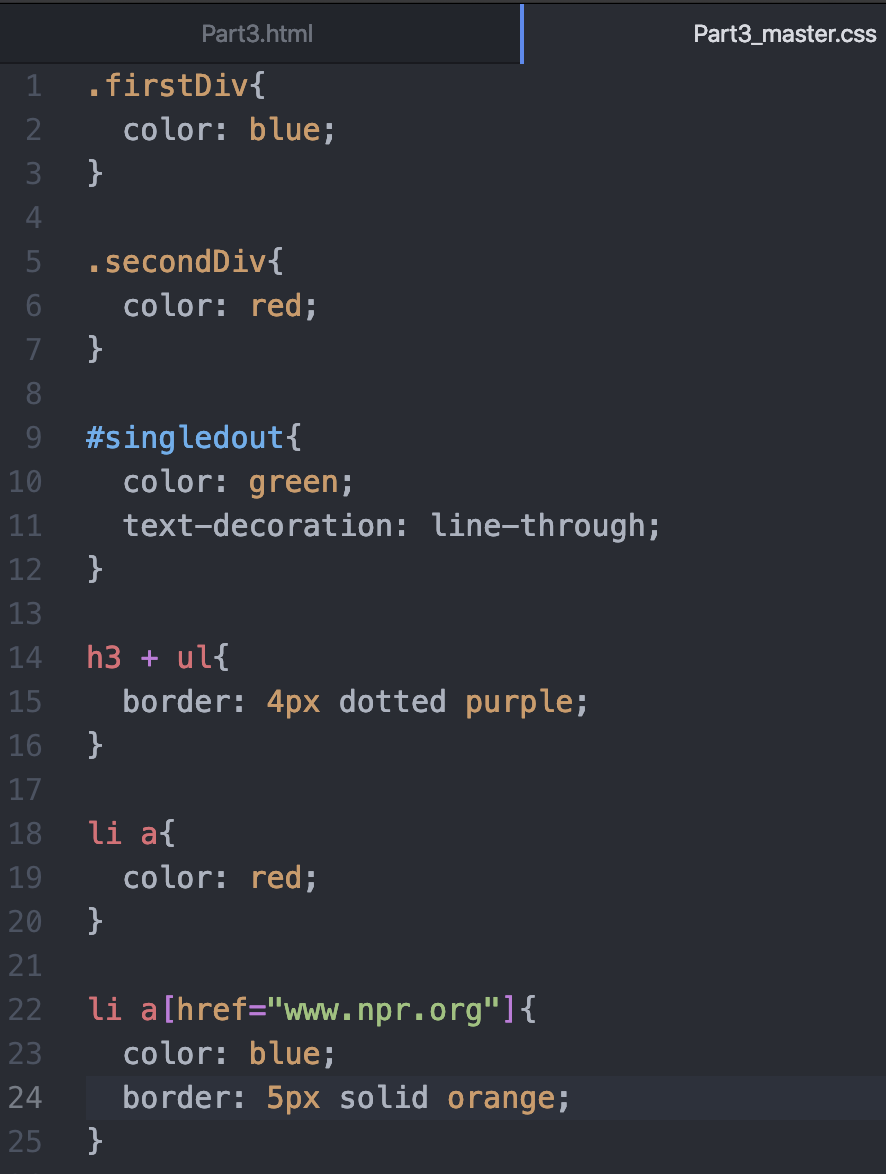 Part3.html
Part3_master.css
1 .firstDiv{
2   color: blue;
3 }
4
5 .secondDiv{
6   color: red;
7 }
8
9 #singledout{
10   color: green;
11   text-decoration: line-through;
12 }
13
14 h3 + ul{
15   border: 4px dotted purple;
16 }
17
18 li a{
19   color: red;
20 }
21
22 li a[href="www.npr.org"]{
23   color: blue;
24   border: 5px solid orange;
25 }